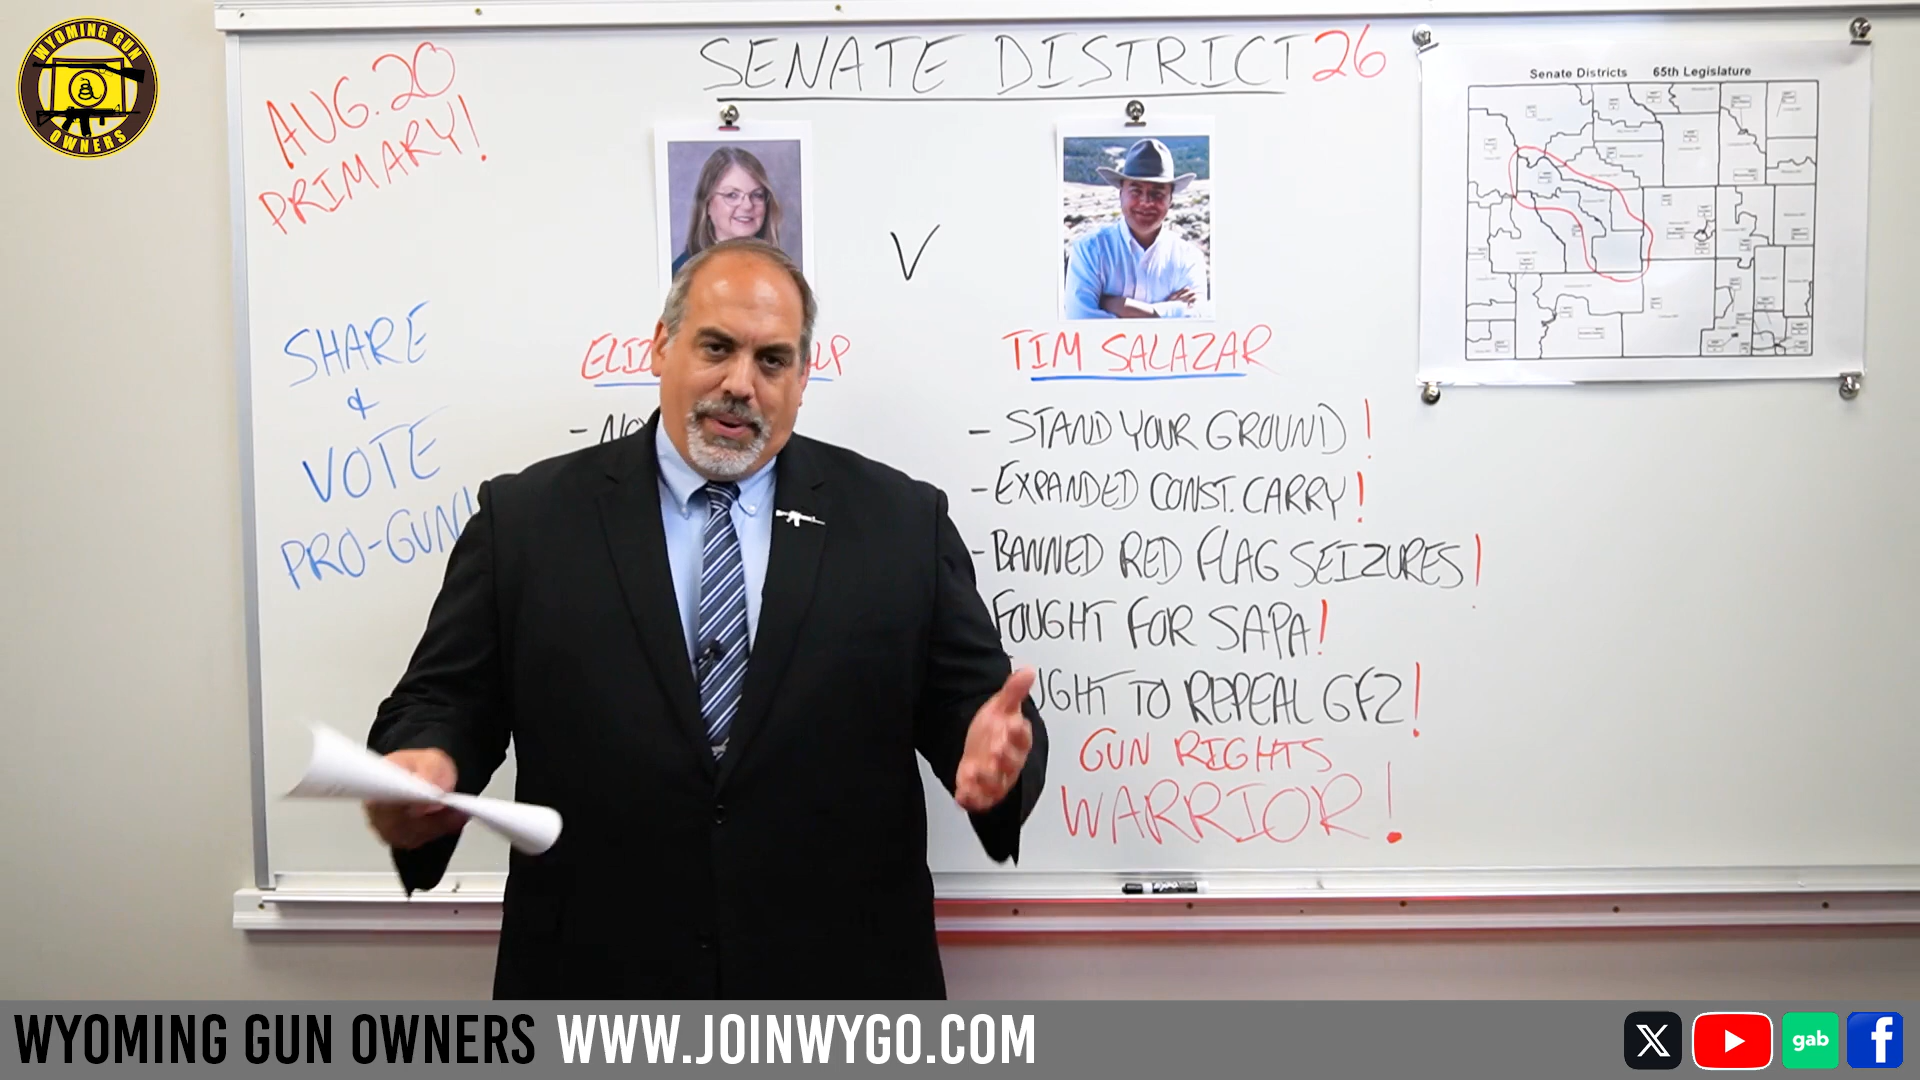 WYOMING GUN
OWNERS
AUG. 20
PRIMARY!
SENATE DISTRICT 26
Senate Districts 65th Legislature
V
TIM SALAZAR
SHARE
&
VOTE
PRO-GUN!
- STAND YOUR GROUND!
- EXPANDED CONST. CARRY!
- BANNED RED FLAG SEIZURES!
FOUGHT FOR SAPA!
TO REPEAL GFZ!
GUN RIGHTS
WARRIOR!
WYOMING GUN OWNERS WWW.JOINWYGO.COM
X gab f